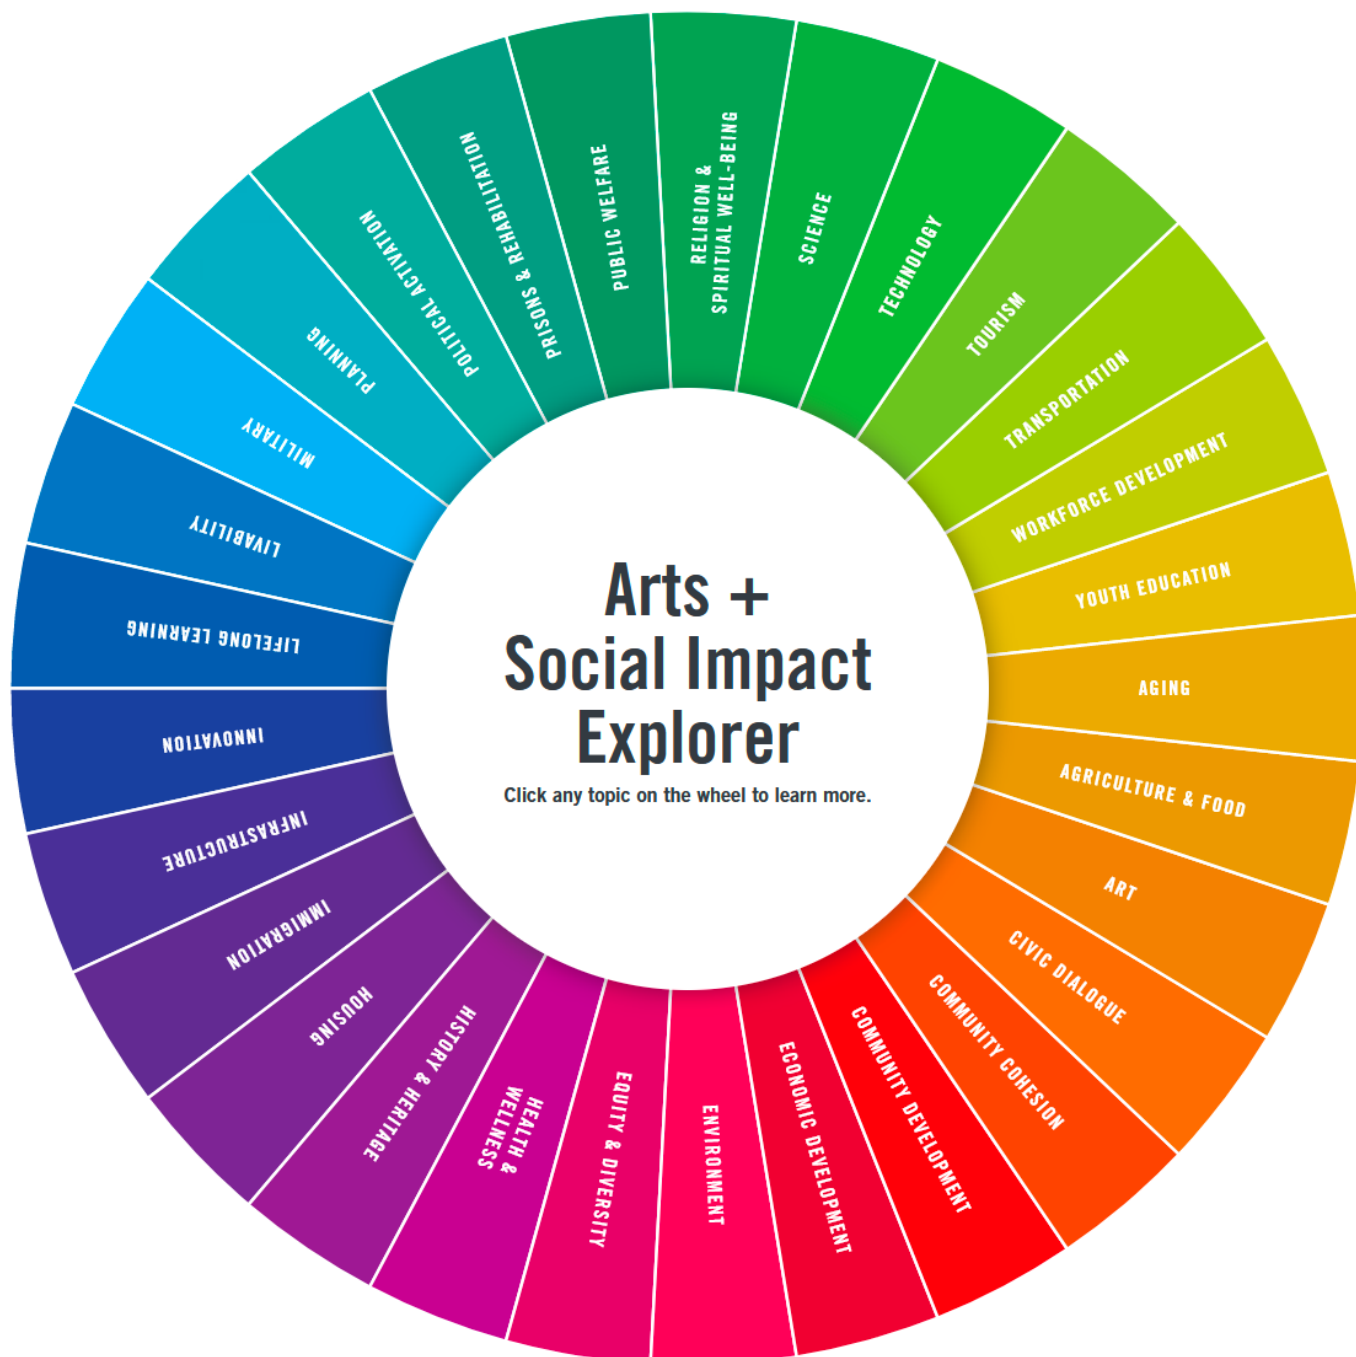 Arts +
Social Impact
Explorer
Click any topic on the wheel to learn more.
RELIGION &
SPIRITUAL WELL-BEING
SCIENCE
TECHNOLOGY
TOURISM
TRANSPORTATION
WORKFORCE DEVELOPMENT
YOUTH EDUCATION
AGING
AGRICULTURE & FOOD
ART
CIVIC DIALOGUE
COMMUNITY COHESION
COMMUNITY DEVELOPMENT
ECONOMIC DEVELOPMENT
ENVIRONMENT
EQUITY & DIVERSITY
HEALTH &
WELLNESS
HISTORY & HERITAGE
HOUSING
IMMIGRATION
INFRASTRUCTURE
INNOVATION
LIFELONG LEARNING
LIVABILITY
MILITARY
PLANNING
POLITICAL ACTIVATION
PRISONS & REHABILITATION
PUBLIC WELFARE